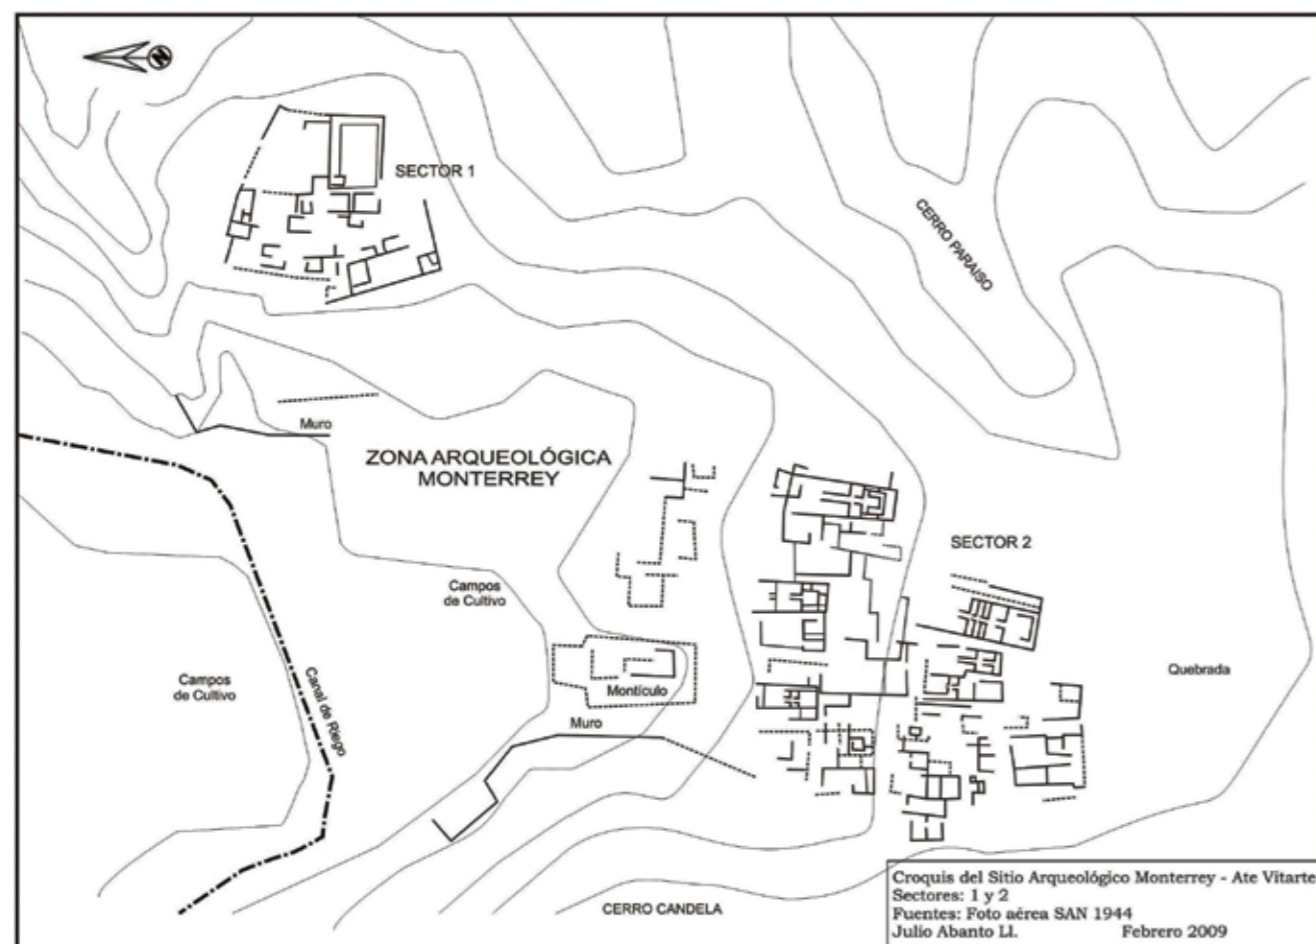 N
SECTOR 1
CERRO PARAISO
Muro
ZONA ARQUEOLÓGICA
MONTERREY
SECTOR 2
Campos
de Cultivo
Campos
de Cultivo
Canal de Riego
Montículo
Quebrada
Muro
CERRO CANDELA
Croquis del Sitio Arqueológico Monterrey - Ate Vitarte
Sectores: 1 y 2
Fuentes: Foto aérea SAN 1944
Julio Abanto Ll. Febrero 2009